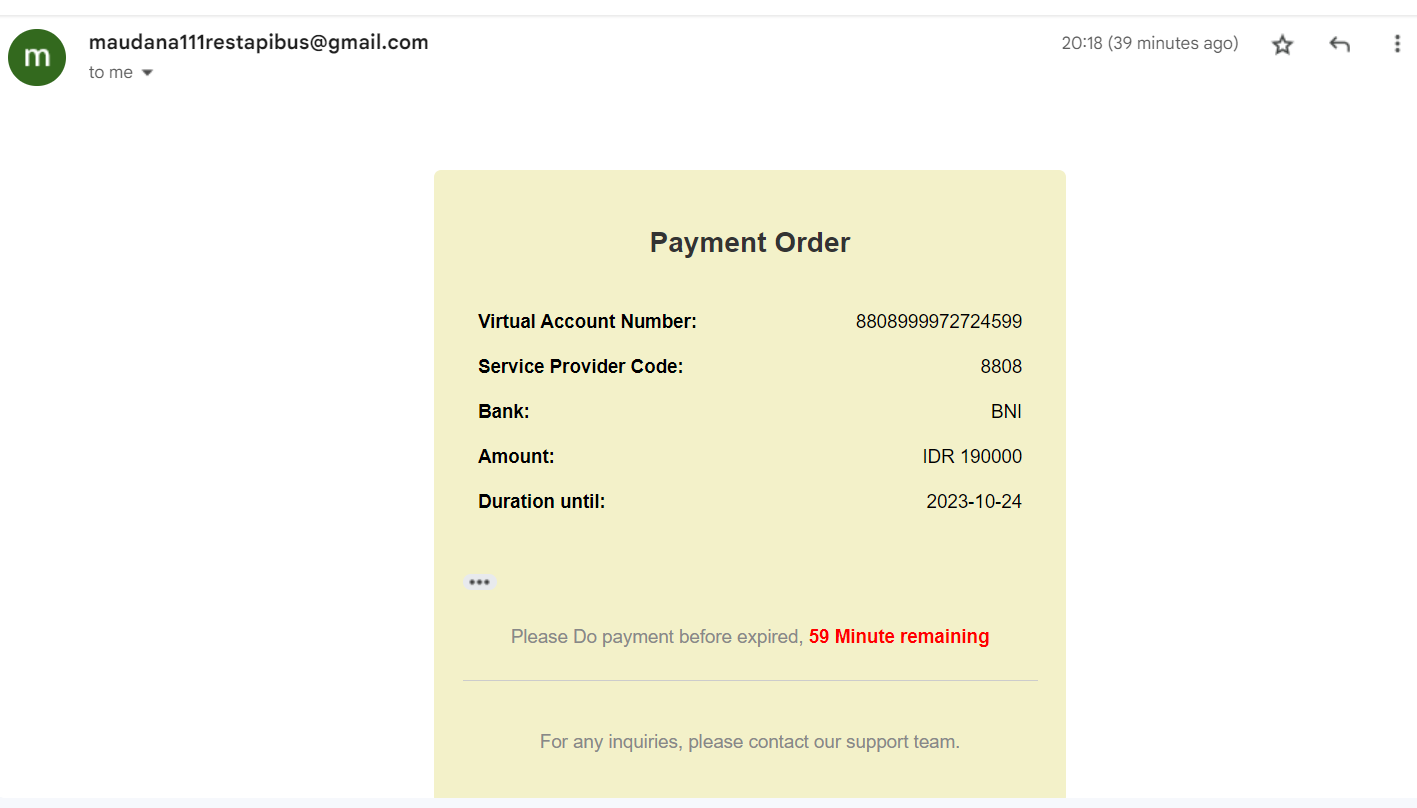 m
maudana111restapibus@gmail.com
20:18 (39 minutes ago)
to me
Payment Order
Virtual Account Number: 8808999972724599
Service Provider Code: 8808
Bank: BNI
Amount: IDR 190000
Duration until: 2023-10-24
Please Do payment before expired, 59 Minute remaining
For any inquiries, please contact our support team.